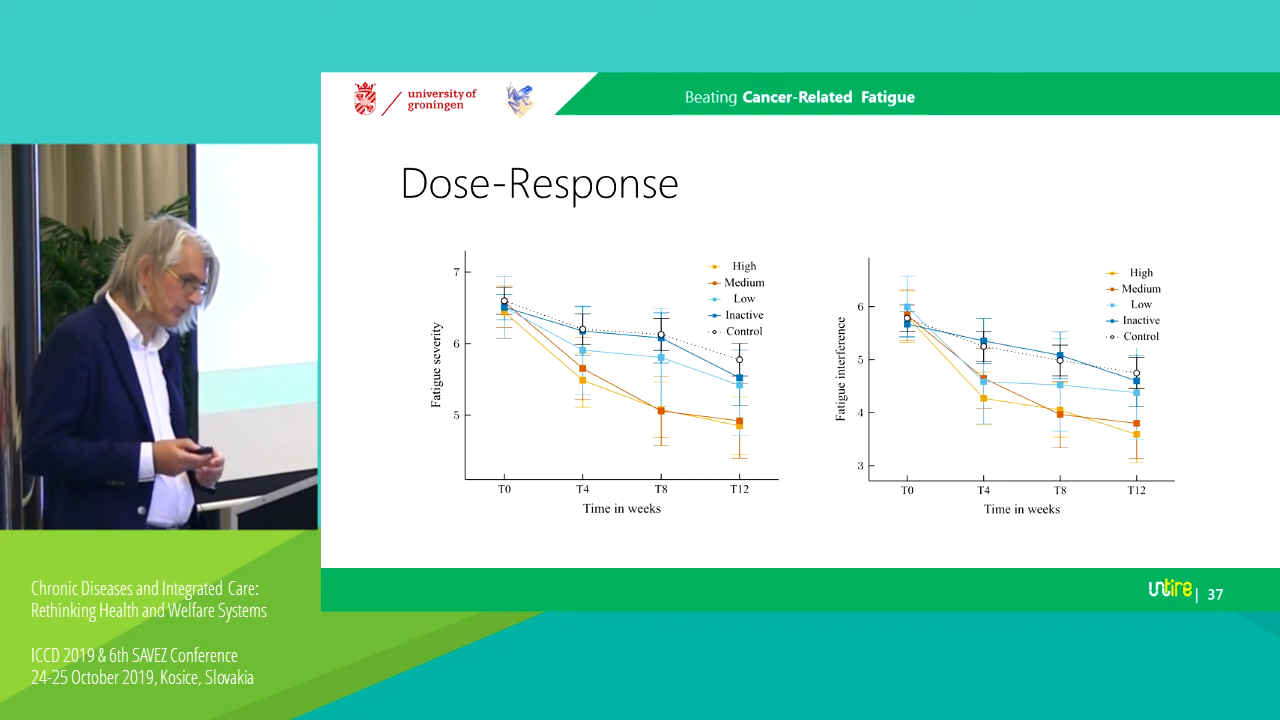 university of
groningen
Beating Cancer-Related Fatigue
Dose-Response
7
6
5
Fatigue severity
High
Medium
Low
Inactive
Control
T0 T4 T8 T12
Time in weeks
6
5
4
3
Fatigue interference
High
Medium
Low
Inactive
Control
T0 T4 T8 T12
Time in weeks
untire | 37
Chronic Diseases and Integrated Care:
Rethinking Health and Welfare Systems
ICCD 2019 & 6th SAVEZ Conference
24-25 October 2019, Kosice, Slovakia